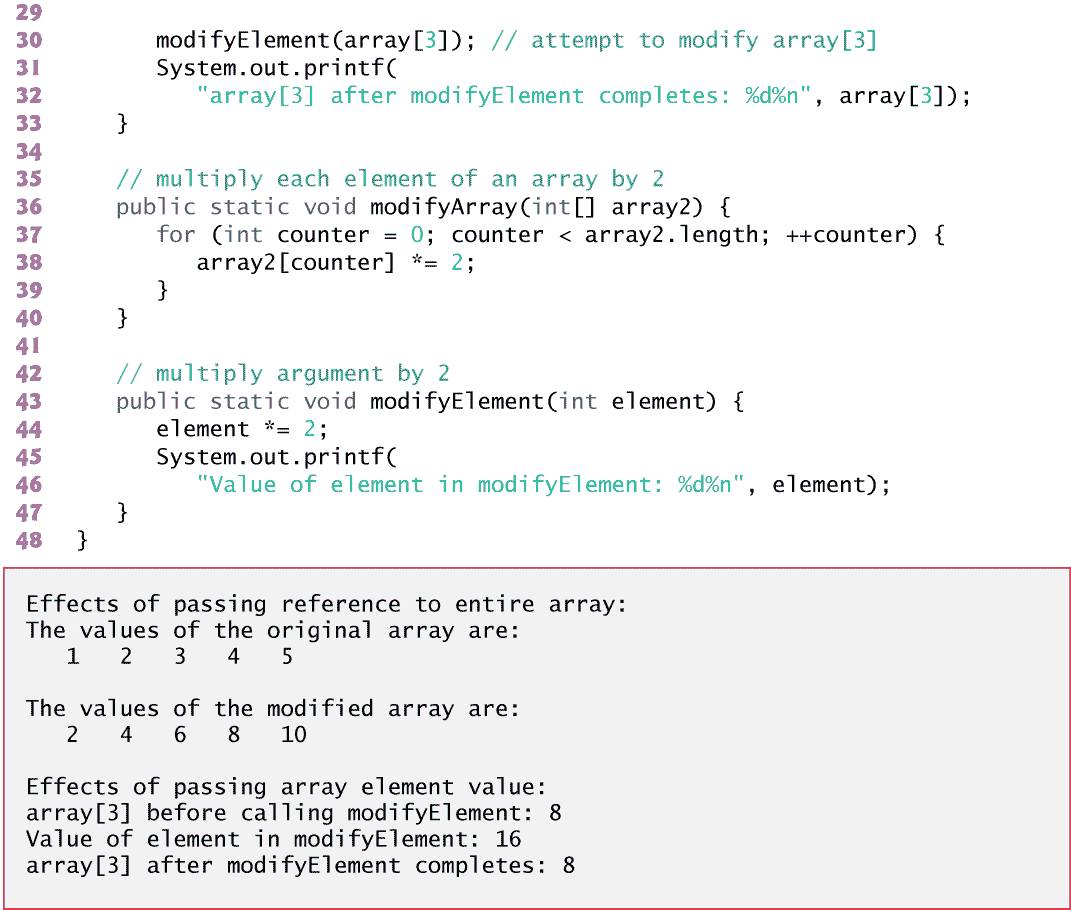 29
30 modifyElement(array[3]); // attempt to modify array[3]
31 System.out.printf(
32 "array[3] after modifyElement completes: %d%n", array[3]);
33 }
34
35 // multiply each element of an array by 2
36 public static void modifyArray(int[] array2) {
37 for (int counter = 0; counter < array2.length; ++counter) {
38 array2[counter] *= 2;
39 }
40 }
41
42 // multiply argument by 2
43 public static void modifyElement(int element) {
44 element *= 2;
45 System.out.printf(
46 "Value of element in modifyElement: %d%n", element);
47 }
48 }
Effects of passing reference to entire array:
The values of the original array are:
1 2 3 4 5
The values of the modified array are:
2 4 6 8 10
Effects of passing array element value:
array[3] before calling modifyElement: 8
Value of element in modifyElement: 16
array[3] after modifyElement completes: 8